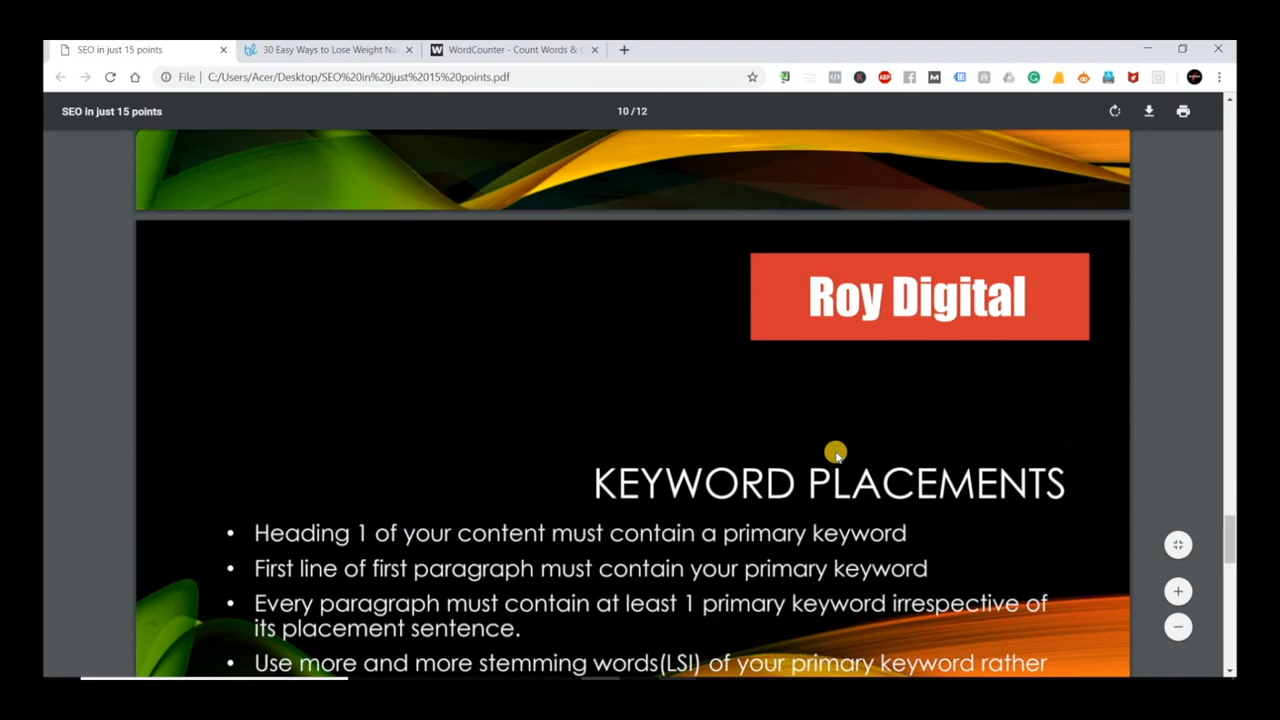 SEO in just 15 points
30 Easy Ways to Lose Weight Na
WordCounter - Count Words &
File
C:/Users/Acer/Desktop/SEO%20in%20just%2015%20points.pdf
SEO in just 15 points
10 / 12
Roy Digital
KEYWORD PLACEMENTS
• Heading 1 of your content must contain a primary keyword
• First line of first paragraph must contain your primary keyword
• Every paragraph must contain at least 1 primary keyword irrespective of
its placement sentence.
• Use more and more stemming words(LSI) of your primary keyword rather